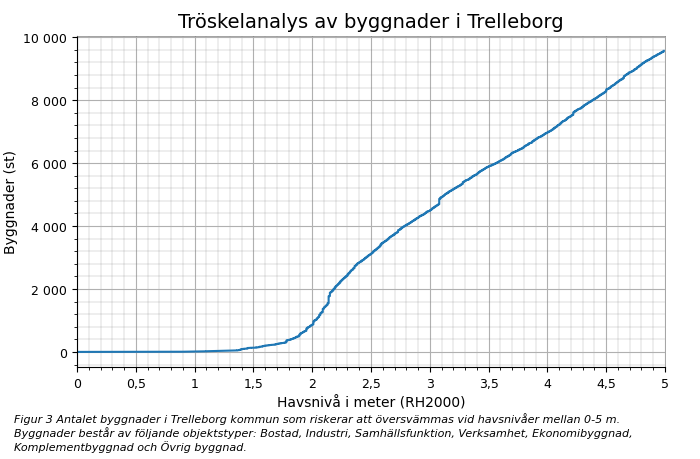 Tröskelanalys av byggnader i Trelleborg
Byggnader (st)
10 000
8 000
6 000
4 000
2 000
0
0 0,5 1 1,5 2 2,5 3 3,5 4 4,5 5
Havsnivå i meter (RH2000)
Figur 3 Antalet byggnader i Trelleborg kommun som riskerar att översvämmas vid havsnivåer mellan 0-5 m.
Byggnader består av följande objektstyper: Bostad, Industri, Samhällsfunktion, Verksamhet, Ekonomibyggnad,
Komplementbyggnad och Övrig byggnad.